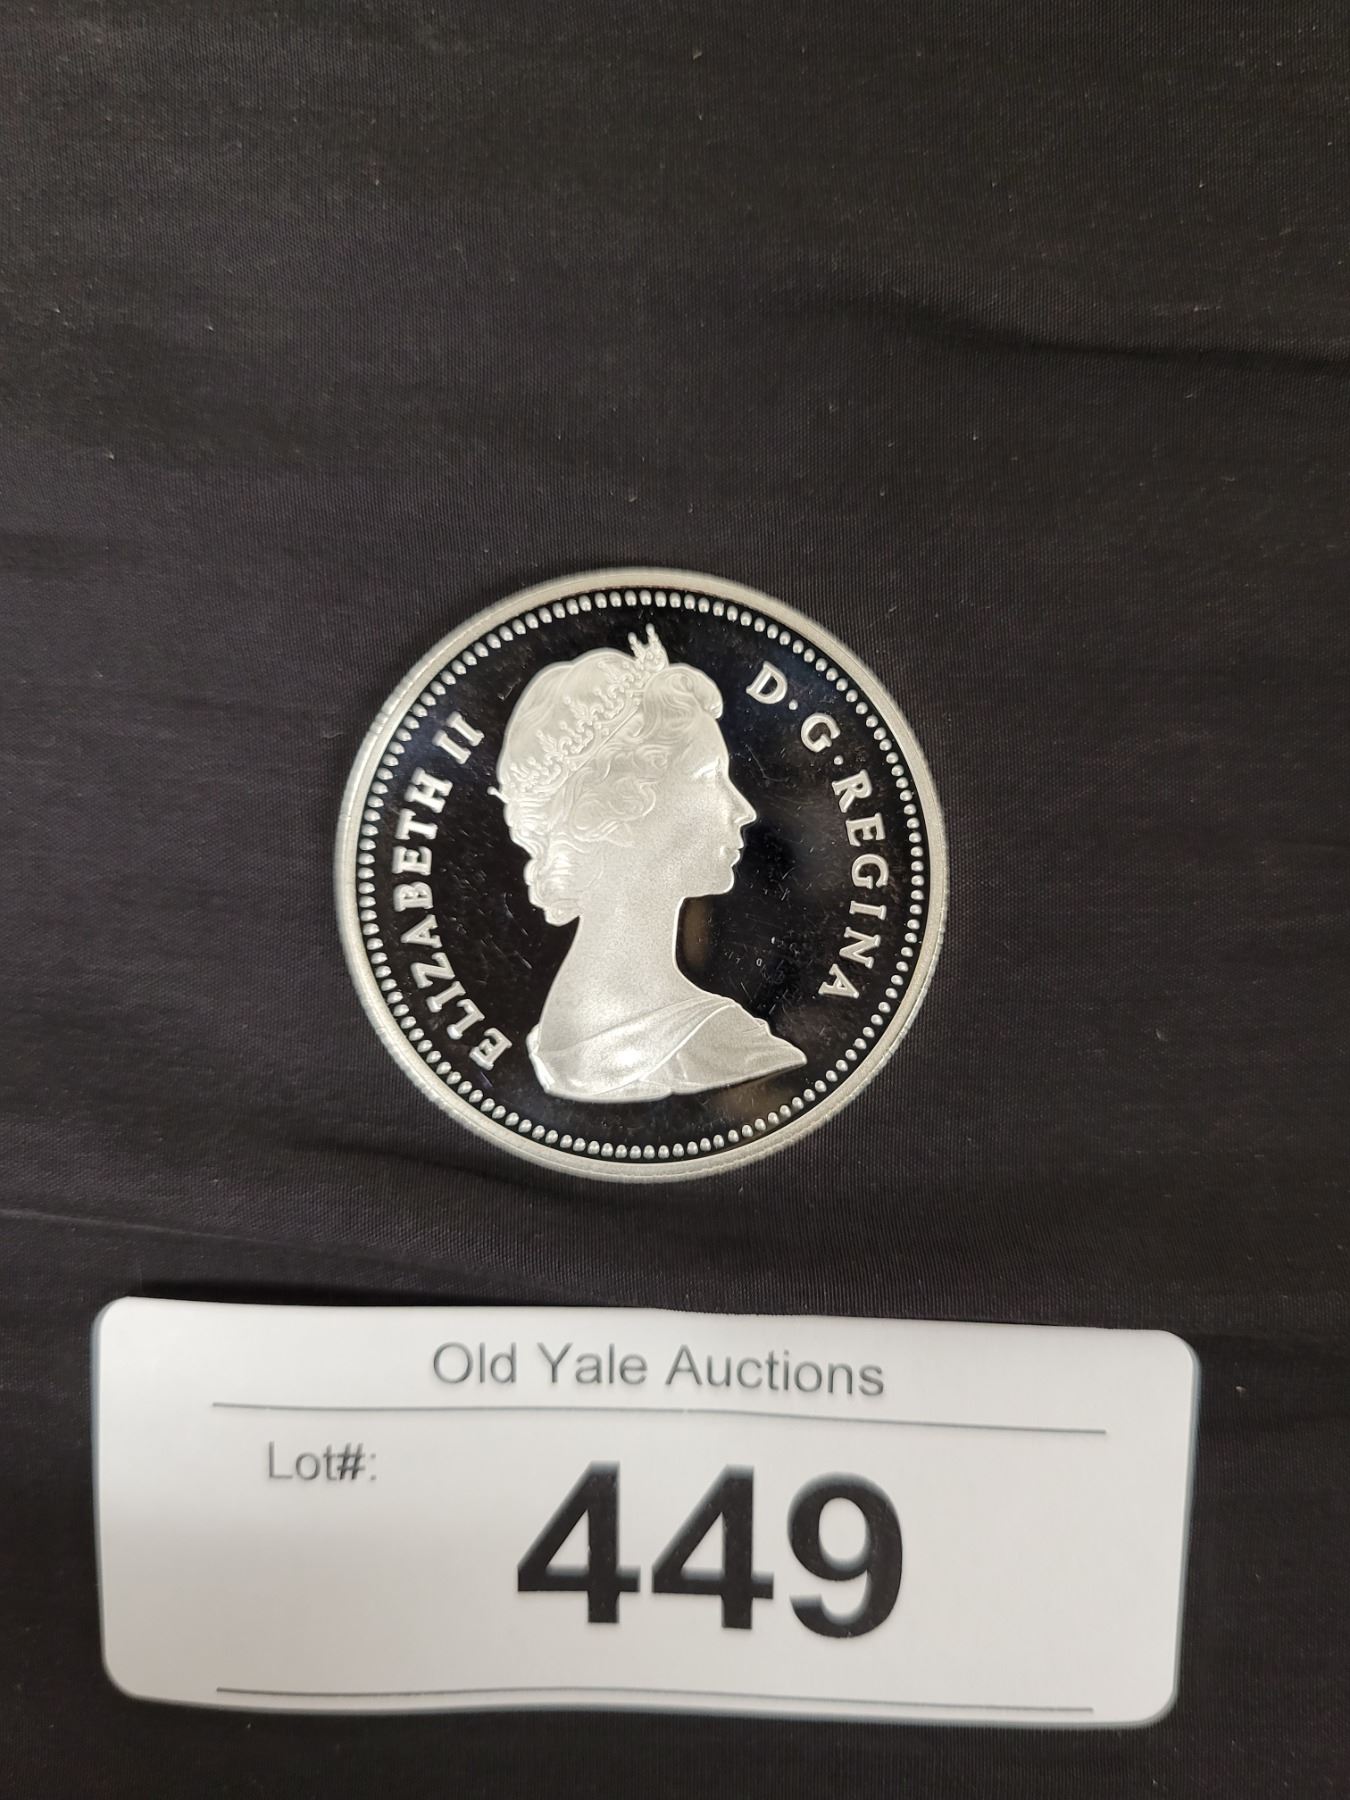 ELIZABETH II D.G.REGINA
Old Yale Auctions
Lot#:
449